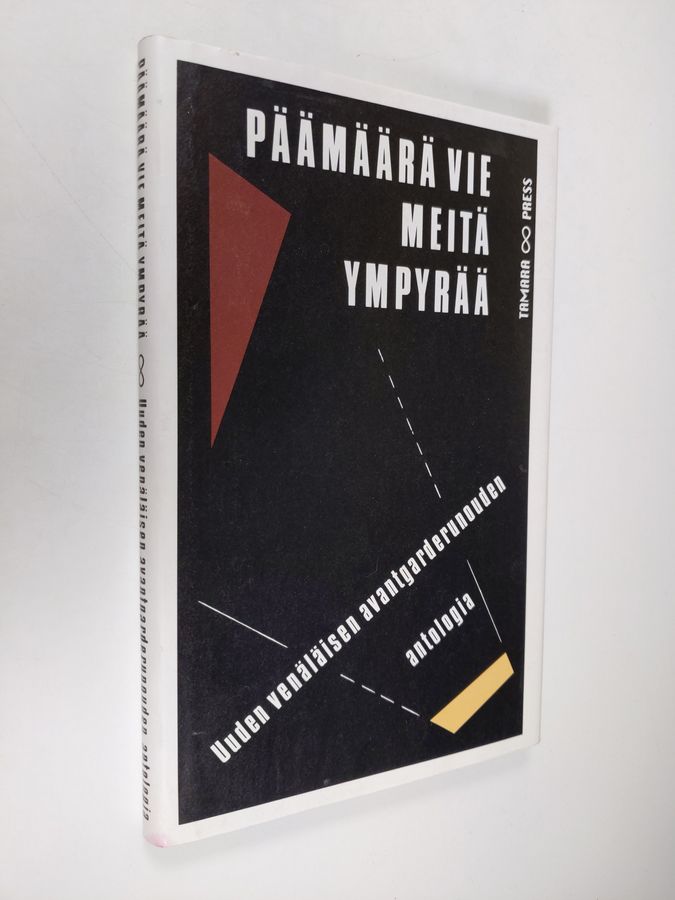 PÄÄMÄÄRÄ VIE
MEITÄ
YMPYRÄÄ
TAMARA ∞ PRESS
Uuden venäläisen avantgarderunouden
antologia
PÄÄMÄÄRÄ VIE MEITÄ YMPYRÄÄ ∞ Uuden venäläisen avantgarderunouden antologia